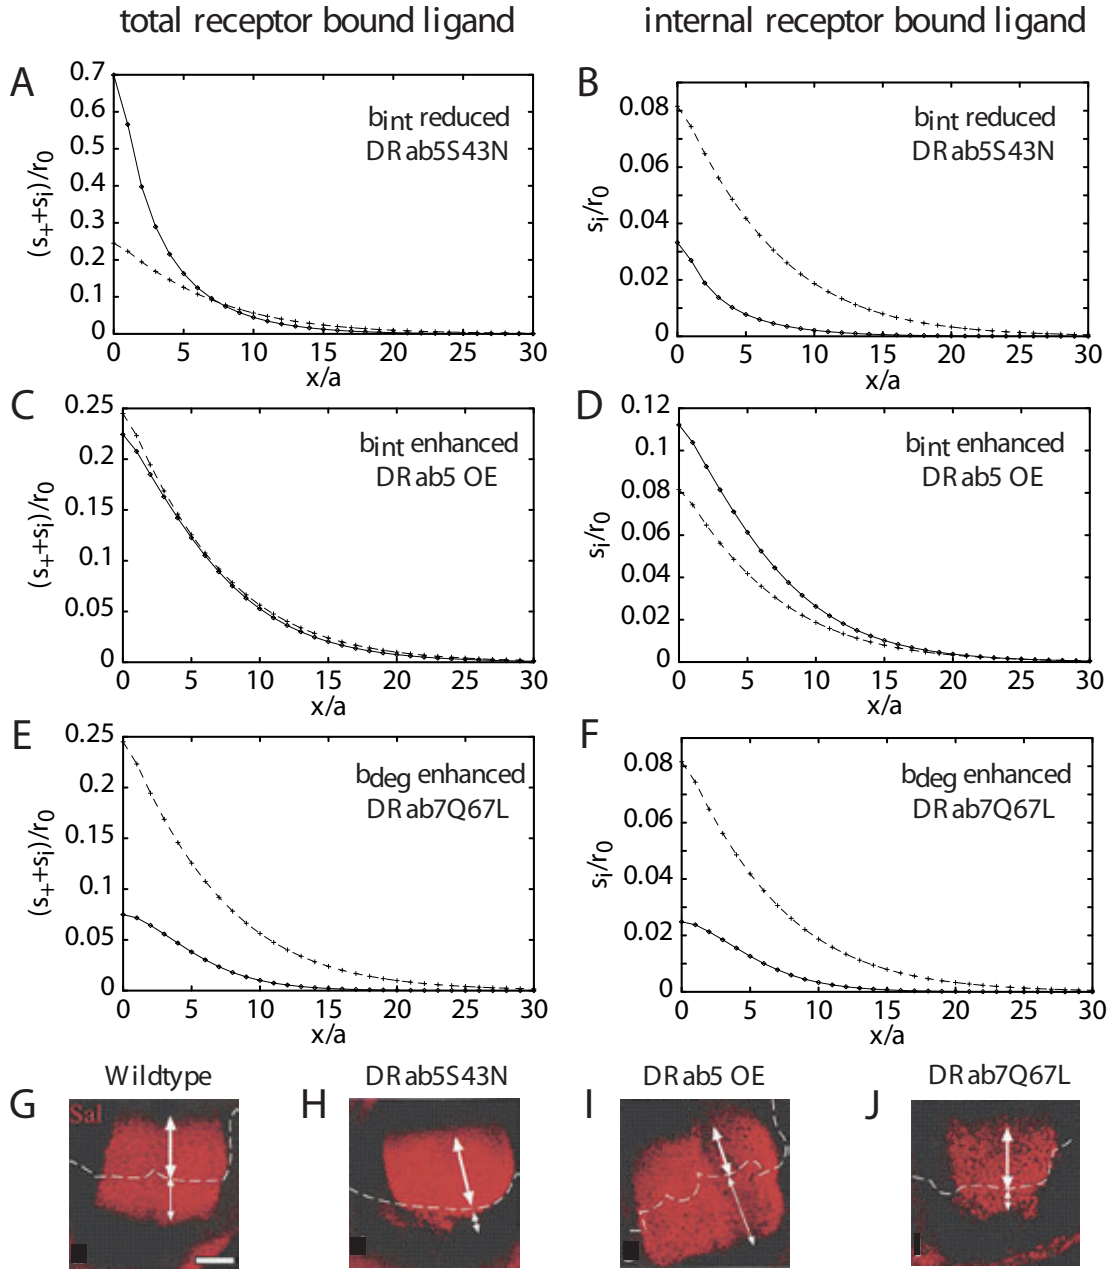 total receptor bound ligand
internal receptor bound ligand
A
0.7
0.6
0.5
0.4
0.3
0.2
0.1
0
(s₊+sᵢ)/r₀
bint reduced
DRab5S43N
0 5 10 15 20 25 30
x/a
B
0.08
0.06
0.04
0.02
0
sᵢ/r₀
bint reduced
DRab5S43N
0 5 10 15 20 25 30
x/a
C
0.25
0.2
0.15
0.1
0.05
0
(s₊+sᵢ)/r₀
bint enhanced
DRab5 OE
0 5 10 15 20 25 30
x/a
D
0.12
0.1
0.08
0.06
0.04
0.02
0
sᵢ/r₀
bint enhanced
DRab5 OE
0 5 10 15 20 25 30
x/a
E
0.25
0.2
0.15
0.1
0.05
0
(s₊+sᵢ)/r₀
bdeg enhanced
DRab7Q67L
0 5 10 15 20 25 30
x/a
F
0.08
0.06
0.04
0.02
0
sᵢ/r₀
bdeg enhanced
DRab7Q67L
0 5 10 15 20 25 30
x/a
G
Wildtype
Sal
H
DRab5S43N
I
DRab5 OE
J
DRab7Q67L